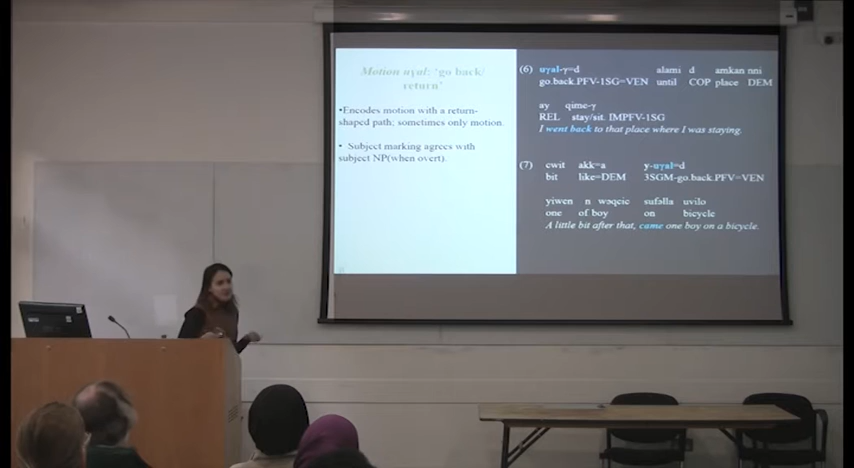 Motion uɣal: 'go back/
return'
•Encodes motion with a return-
shaped path; sometimes only motion.
• Subject marking agrees with
subject NP(when overt).
(6) uɣal-ɣ=d alami d amkan nni
go.back.PFV-1SG=VEN until COP place DEM
ay qime-ɣ
REL stay/sit. IMPFV-1SG
I went back to that place where I was staying.
(7) cwit akk=a y-uɣal=d
bit like=DEM 3SGM-go.back.PFV=VEN
yiwen n wəqcic sufəlla uvilo
one of boy on bicycle
A little bit after that, came one boy on a bicycle.